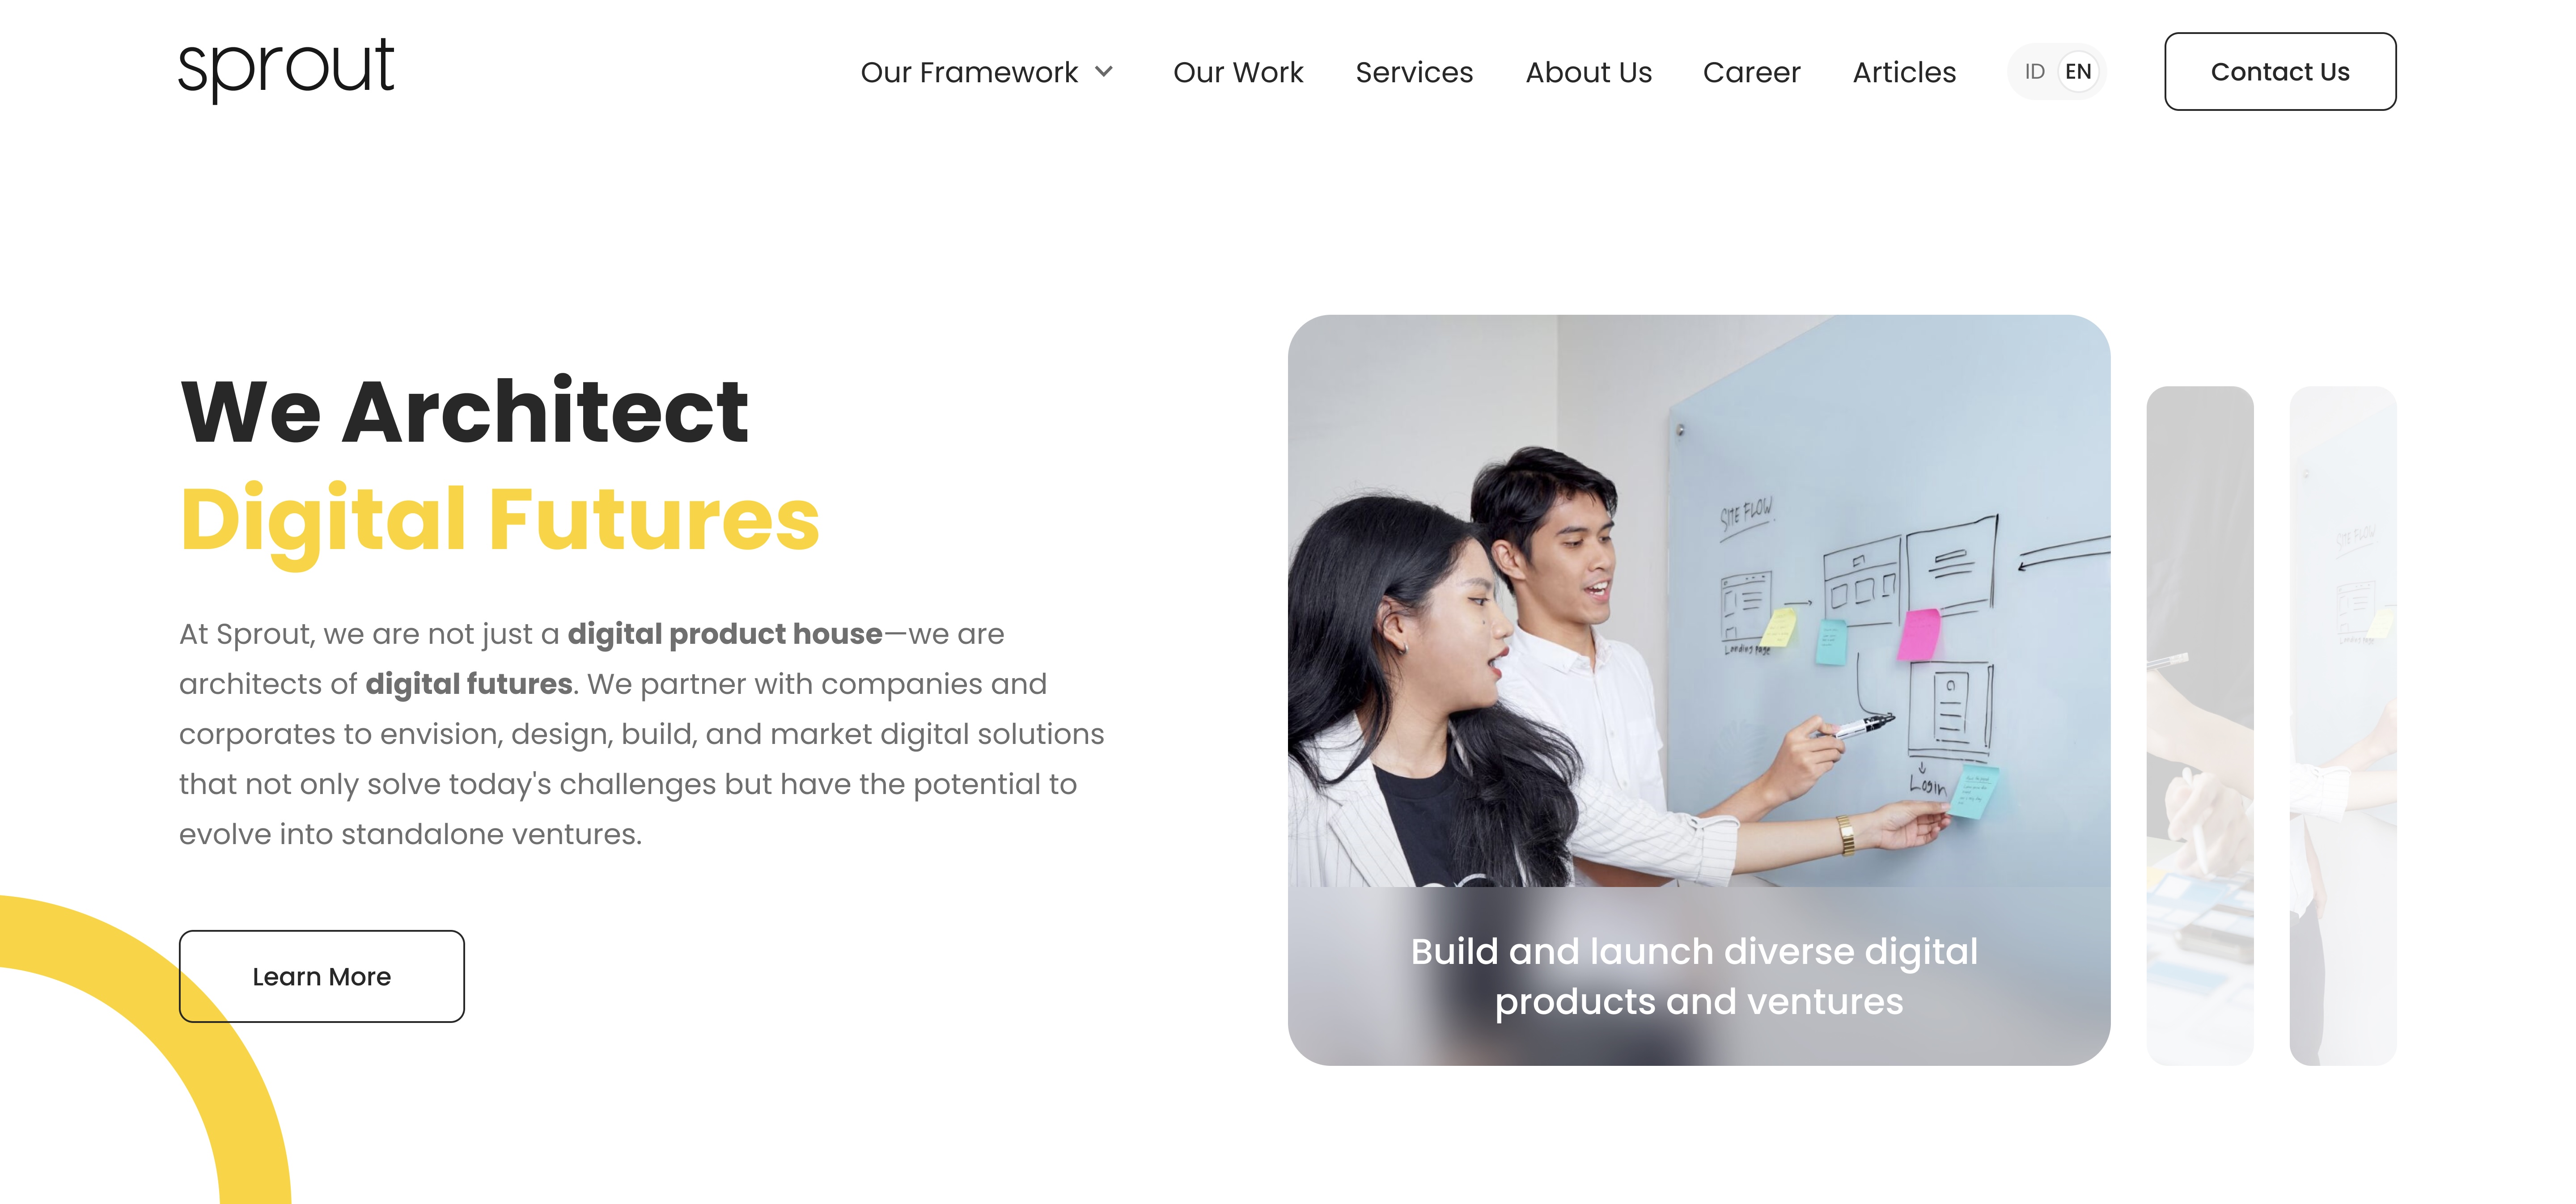 sprout
Our Framework
Our Work
Services
About Us
Career
Articles
ID
EN
Contact Us
We Architect
Digital Futures
At Sprout, we are not just a digital product house—we are
architects of digital futures. We partner with companies and
corporates to envision, design, build, and market digital solutions
that not only solve today's challenges but have the potential to
evolve into standalone ventures.
Learn More
SITE FLOW
Landing Page
Login
Build and launch diverse digital
products and ventures
SITE FLOW
Landing Page